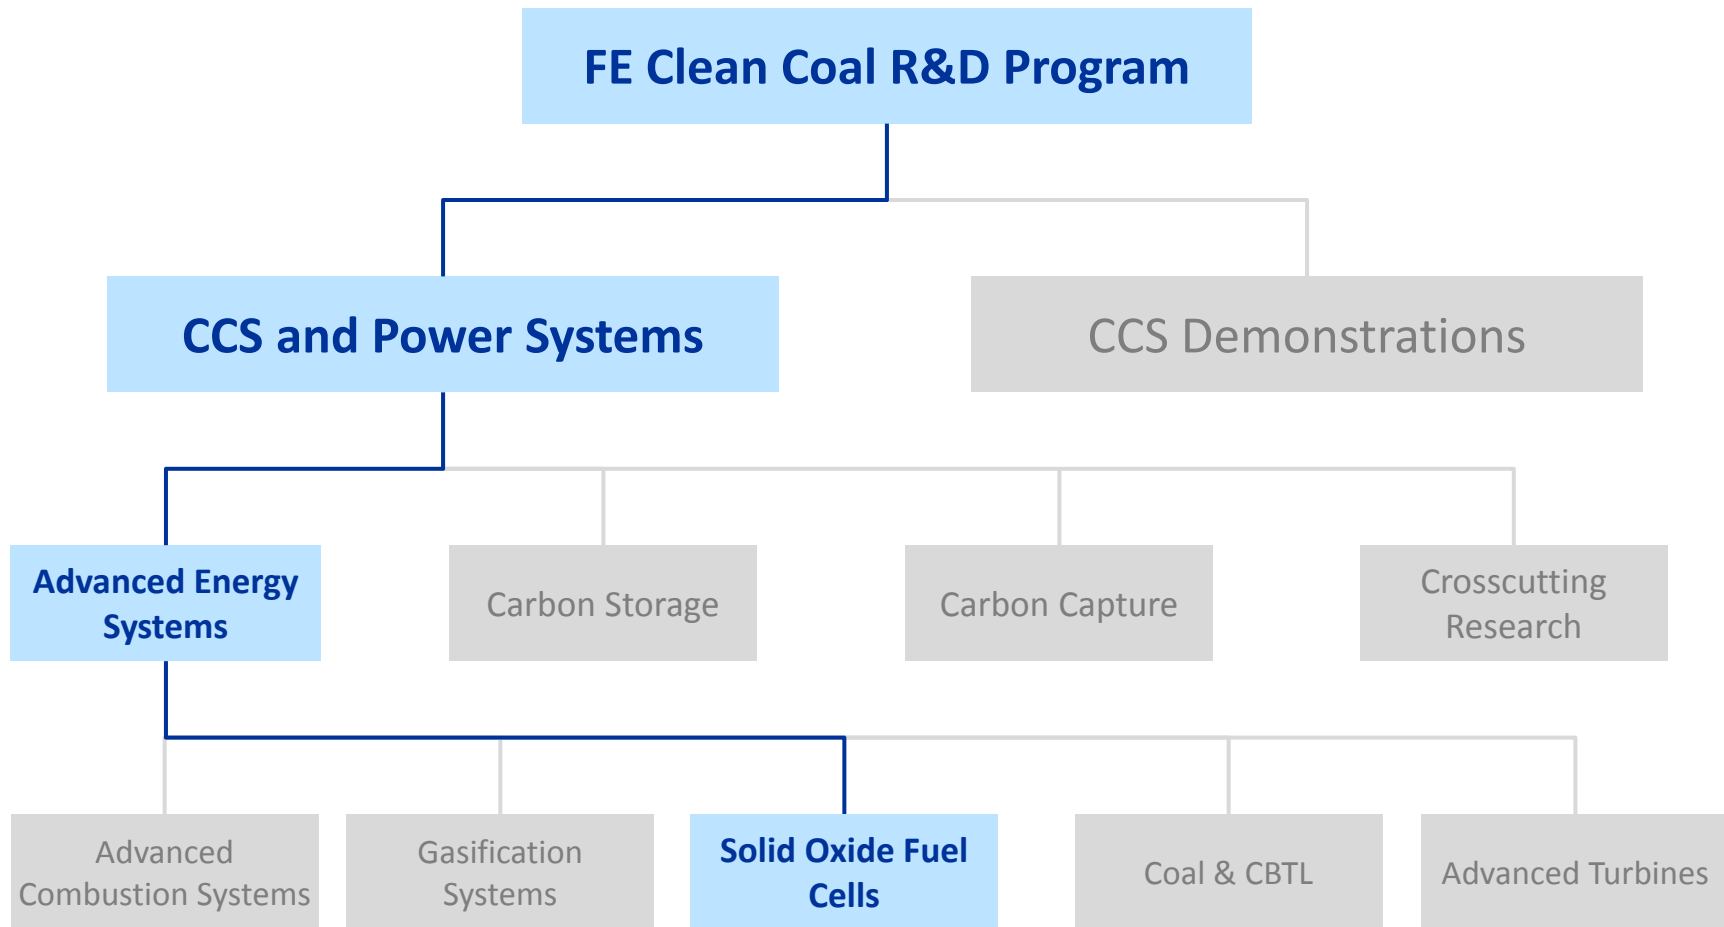 FE Clean Coal R&D Program
CCS and Power Systems
CCS Demonstrations
Advanced Energy
Systems
Carbon Storage
Carbon Capture
Crosscutting
Research
Advanced
Combustion Systems
Gasification
Systems
Solid Oxide Fuel
Cells
Coal & CBTL
Advanced Turbines